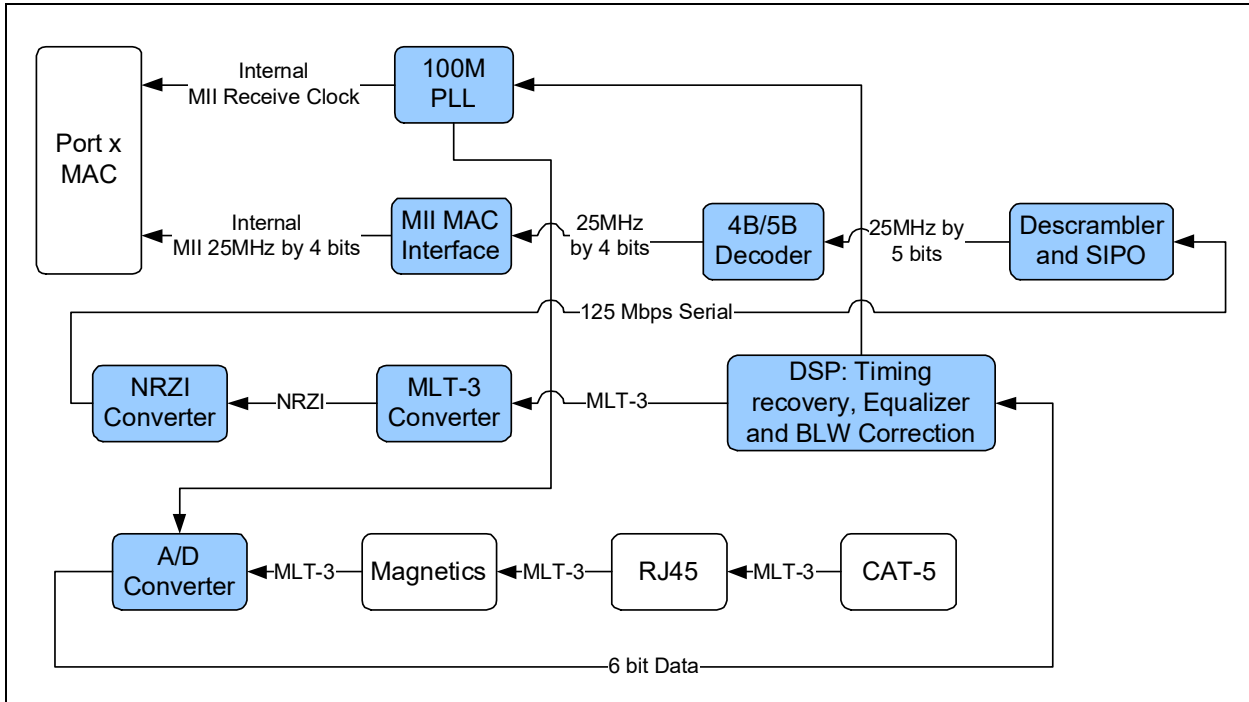 Internal
MII Receive Clock
100M
PLL
Port x
MAC
Internal
MII 25MHz by 4 bits
MII MAC
Interface
25MHz
by 4 bits
4B/5B
Decoder
25MHz by
5 bits
Descrambler
and SIPO
125 Mbps Serial
NRZI
Converter
NRZI
MLT-3
Converter
MLT-3
DSP: Timing
recovery, Equalizer
and BLW Correction
A/D
Converter
MLT-3
Magnetics
MLT-3
RJ45
MLT-3
CAT-5
6 bit Data